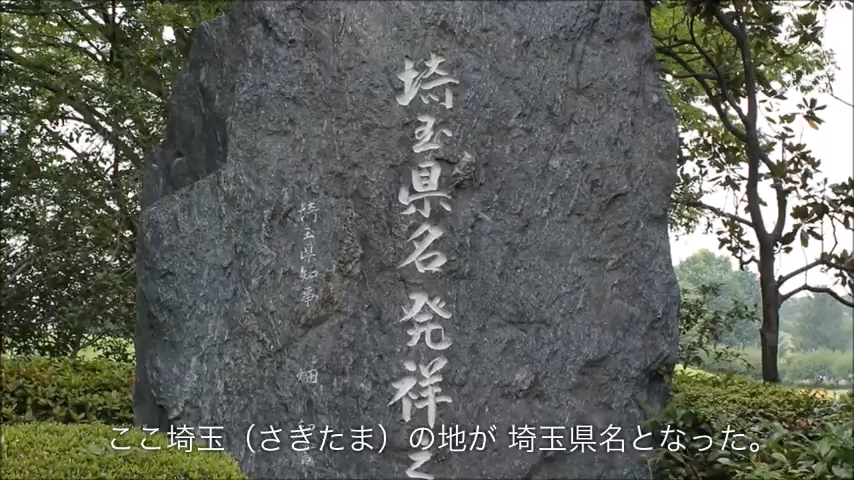 埼玉県名発祥之
埼玉県知事 畑
ここ埼玉（さきたま）の地が 埼玉県名となった。